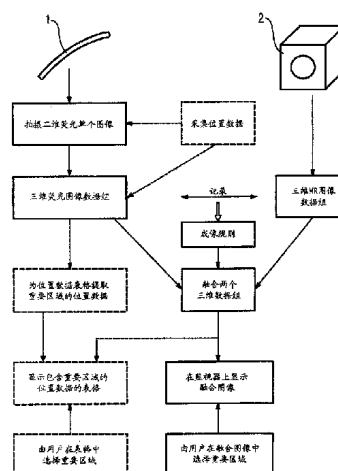 1
2
拍摄二维荧光单个图像
采集位置数据
三维荧光图像数据组
记录
三维MR图像
数据组
成像规则
为位置数据表格提取
重要区域的位置数据
融合两个
三维数据组
显示包含重要区域的
位置数据的表格
在监视器上显示
融合图像
由用户在表格中
选择重要区域
由用户在融合图像中
选择重要区域